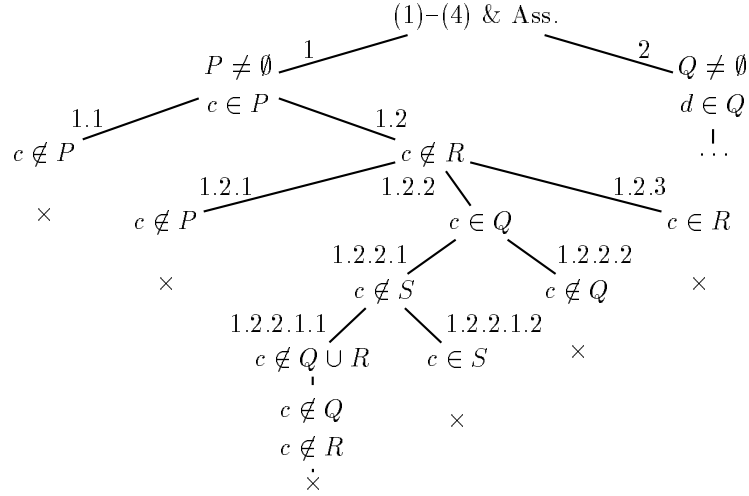 (1)–(4) & Ass.
1 2
P ≠ ∅ Q ≠ ∅
c ∈ P d ∈ Q
1.1 1.2
c ∉ P c ∉ R ...
1.2.1 1.2.2 1.2.3
× c ∉ P c ∈ Q c ∈ R
1.2.2.1 1.2.2.2
× c ∉ S c ∉ Q ×
1.2.2.1.1 1.2.2.1.2
c ∉ Q ∪ R c ∈ S ×
c ∉ Q ×
c ∉ R
×